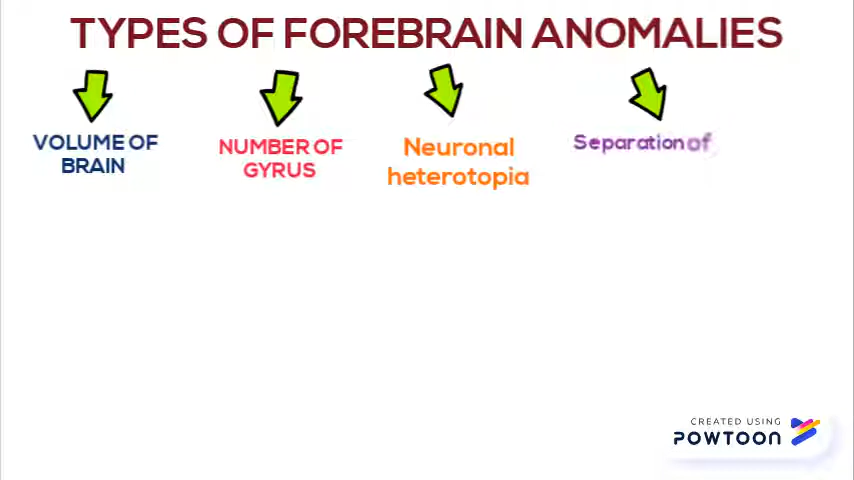 TYPES OF FOREBRAIN ANOMALIES
VOLUME OF
BRAIN
NUMBER OF
GYRUS
Neuronal
heterotopia
Separation of
CREATED USING
POWTOON